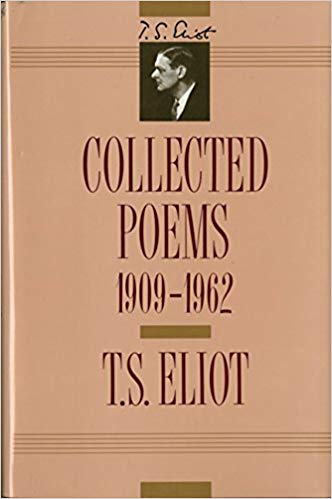 T. S. Eliot
COLLECTED
POEMS
1909–1962
T.S. ELIOT